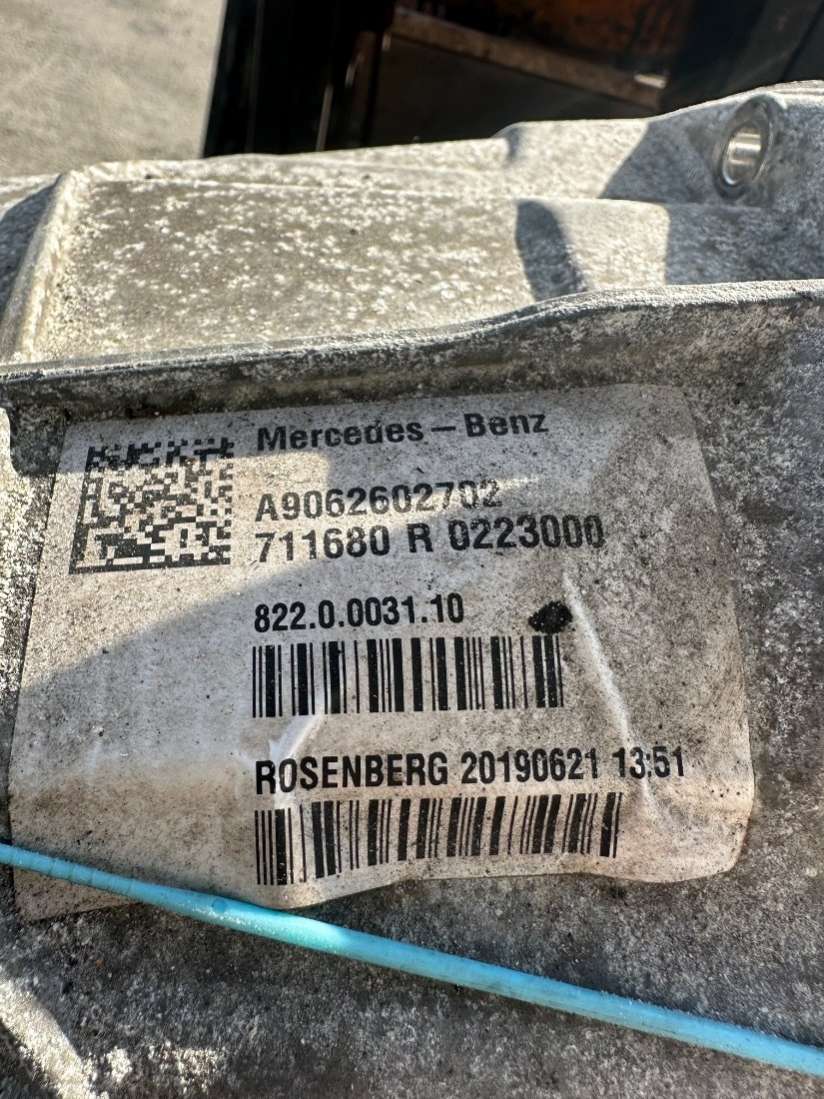 Mercedes-Benz
A9062602702
711680 R 0223000
822.0.0031.10
ROSENBERG 20190621 13:51